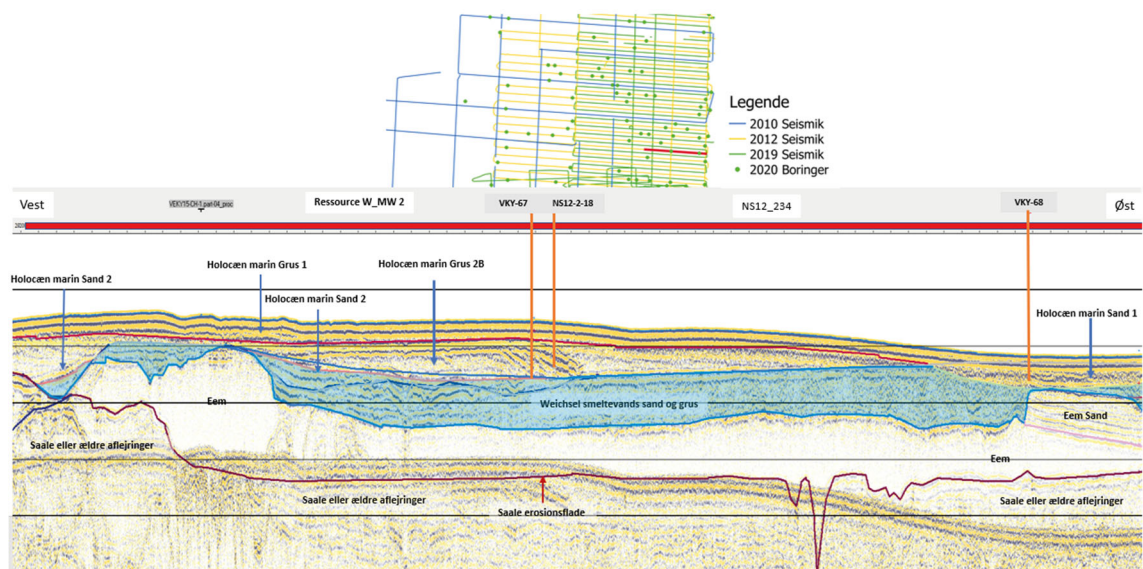 Legende
2010 Seismik
2012 Seismik
2019 Seismik
2020 Boringer
Vest
Ressource W_MW 2
VKY-67
NS12-2-18
NS12_234
VKY-68
Øst
Holocæn marin Sand 2
Holocæn marin Grus 1
Holocæn marin Sand 2
Holocæn marin Grus 2B
Holocæn marin Sand 1
Eem
Weichsel smeltevands sand og grus
Eem Sand
Saale eller ældre aflejringer
Eem
Saale eller ældre aflejringer
Saale erosionsflade
Saale eller ældre aflejringer